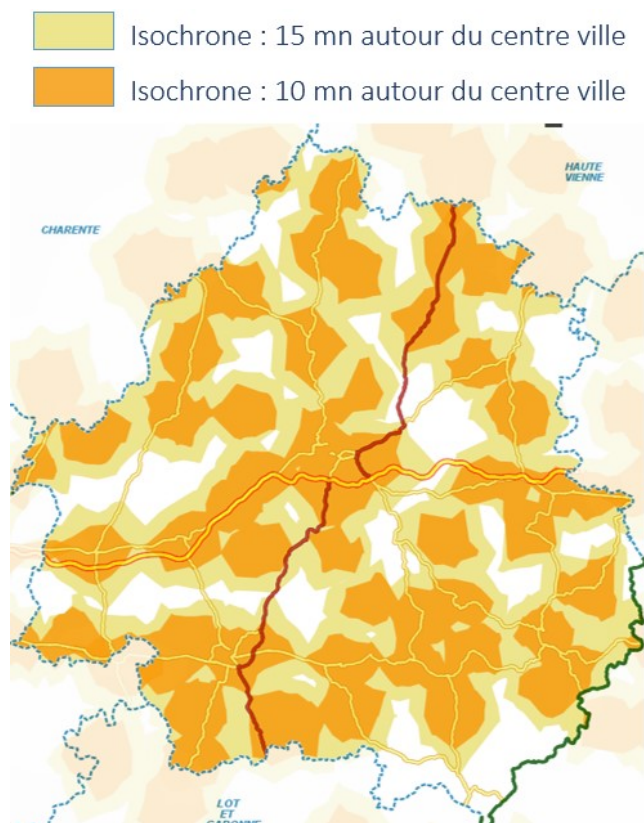 Isochrone : 15 mn autour du centre ville
Isochrone : 10 mn autour du centre ville
HAUTE
VIENNE
CHARENTE
LOT
ET
GARONNE